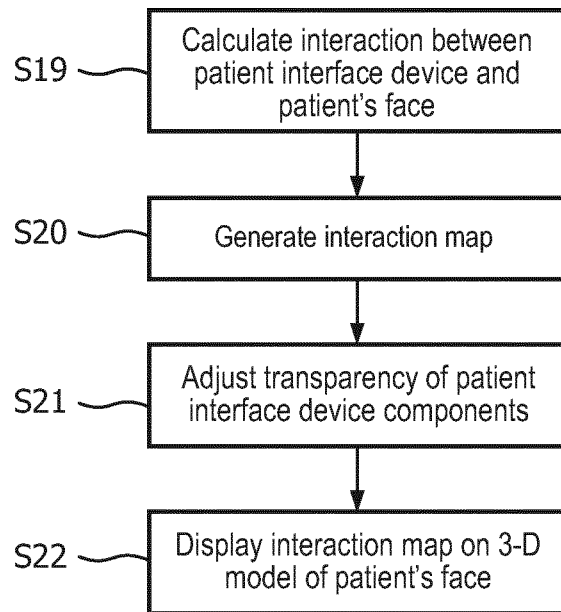 S19
Calculate interaction between
patient interface device and
patient's face
S20
Generate interaction map
S21
Adjust transparency of patient
interface device components
S22
Display interaction map on 3-D
model of patient's face